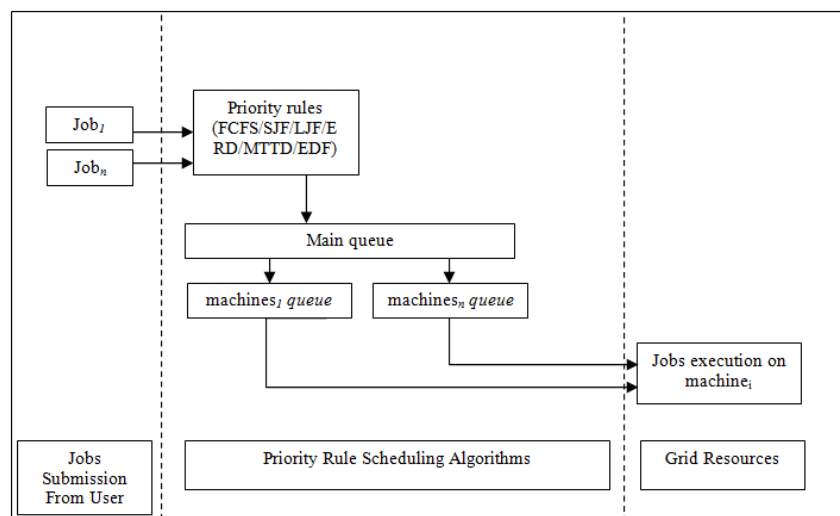 Priority rules
(FCFS/SJF/LJF/E
RD/MTTD/EDF)
Job1
Jobn
Main queue
machines1 queue
machinesn queue
Jobs execution on
machinei
Jobs
Submission
From User
Priority Rule Scheduling Algorithms
Grid Resources